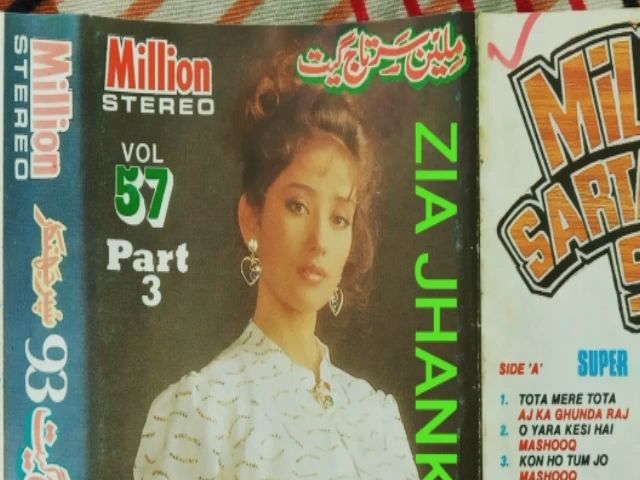 Million
STEREO
93
Million
STEREO
VOL
57
Part
3
ملین سرتاج گیت
ZIA JHANK
SIDE 'A'
SUPER
1. TOTA MERE TOTA
AJ KA GHUNDA RAJ
2. O YARA KESI HAI
MASHOOQ
3. KON HO TUM JO
MASHOOQ